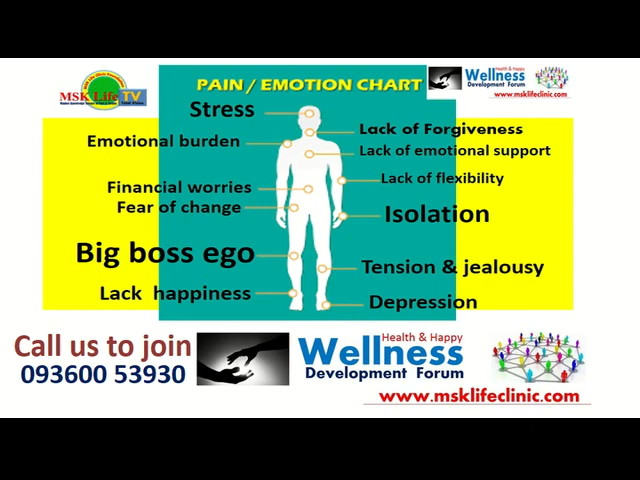 MSK Life TV
PAIN / EMOTION CHART
Health & Happy
Wellness
Development Forum
www.msklifeclinic.com
Stress
Lack of Forgiveness
Emotional burden
Lack of emotional support
Lack of flexibility
Financial worries
Fear of change
Isolation
Big boss ego
Tension & jealousy
Lack happiness
Depression
Call us to join
093600 53930
Health & Happy
Wellness
Development Forum
www.msklifeclinic.com